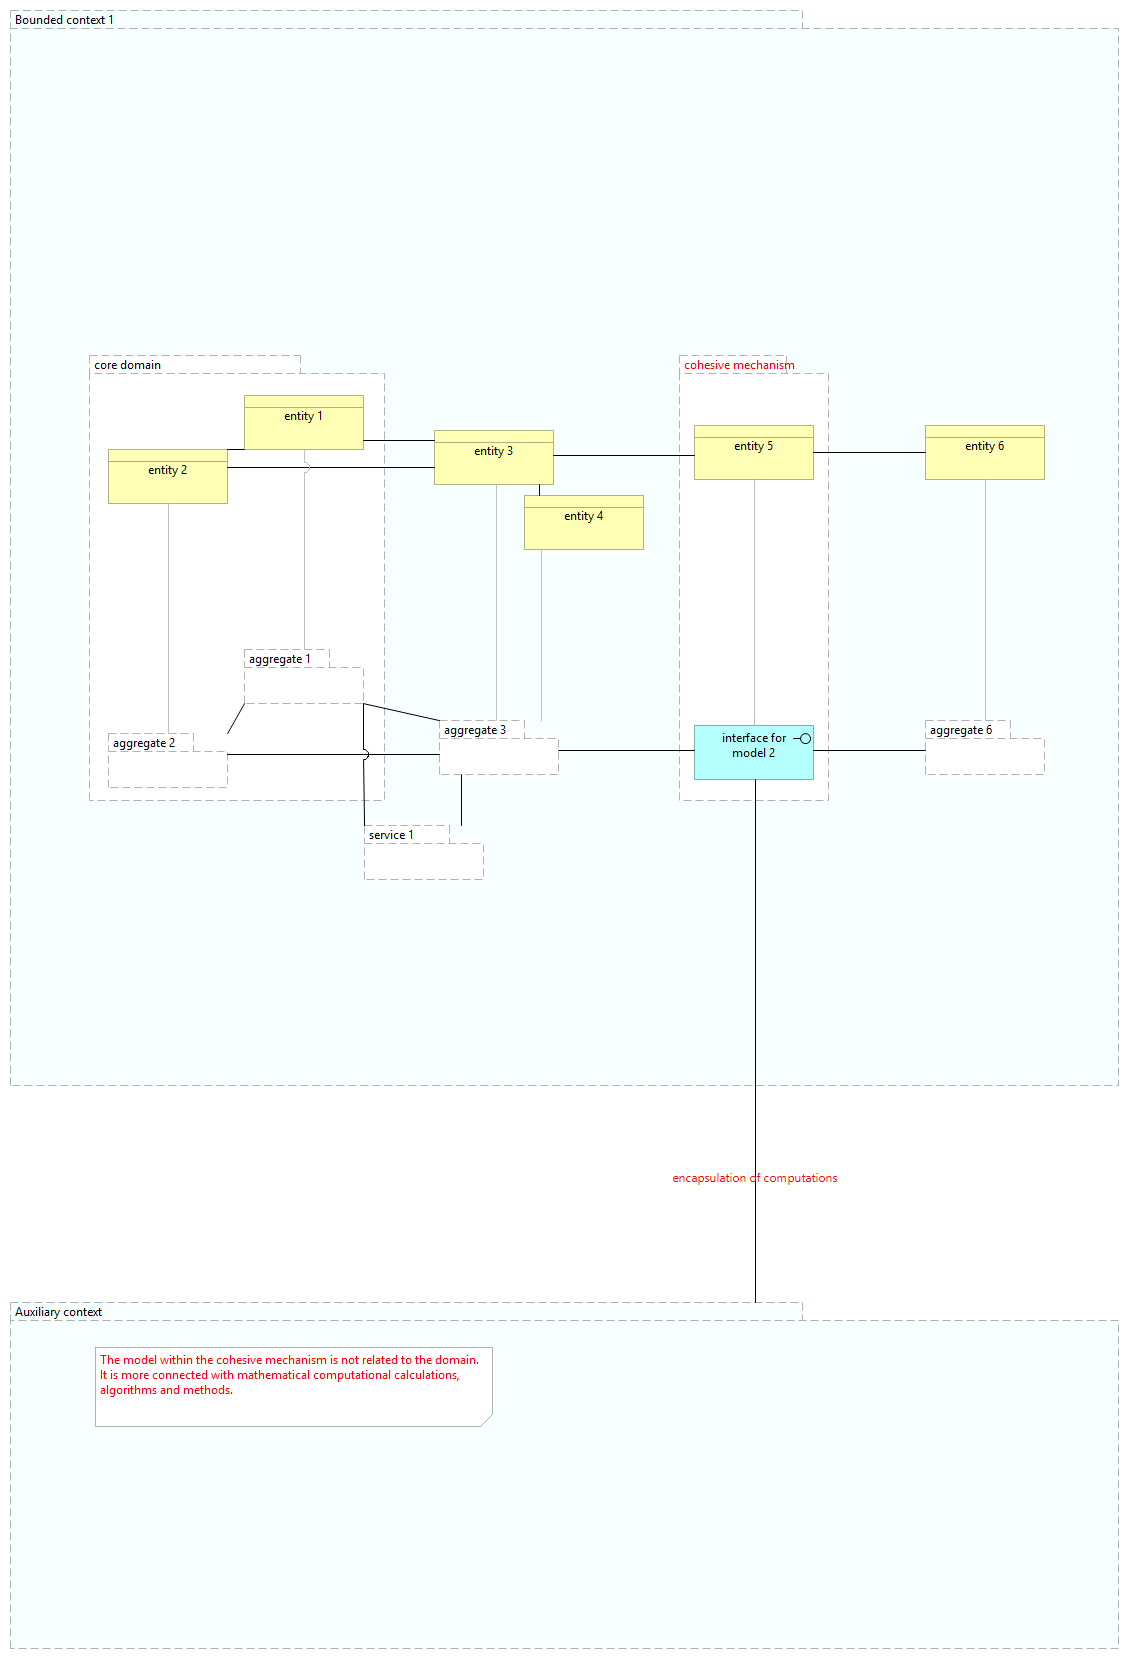 Bounded context 1
core domain
cohesive mechanism
entity 1
entity 2
entity 3
entity 4
entity 5
entity 6
aggregate 1
aggregate 2
aggregate 3
interface for
model 2
aggregate 6
service 1
encapsulation of computations
Auxiliary context
The model within the cohesive mechanism is not related to the domain.
It is more connected with mathematical computational calculations,
algorithms and methods.